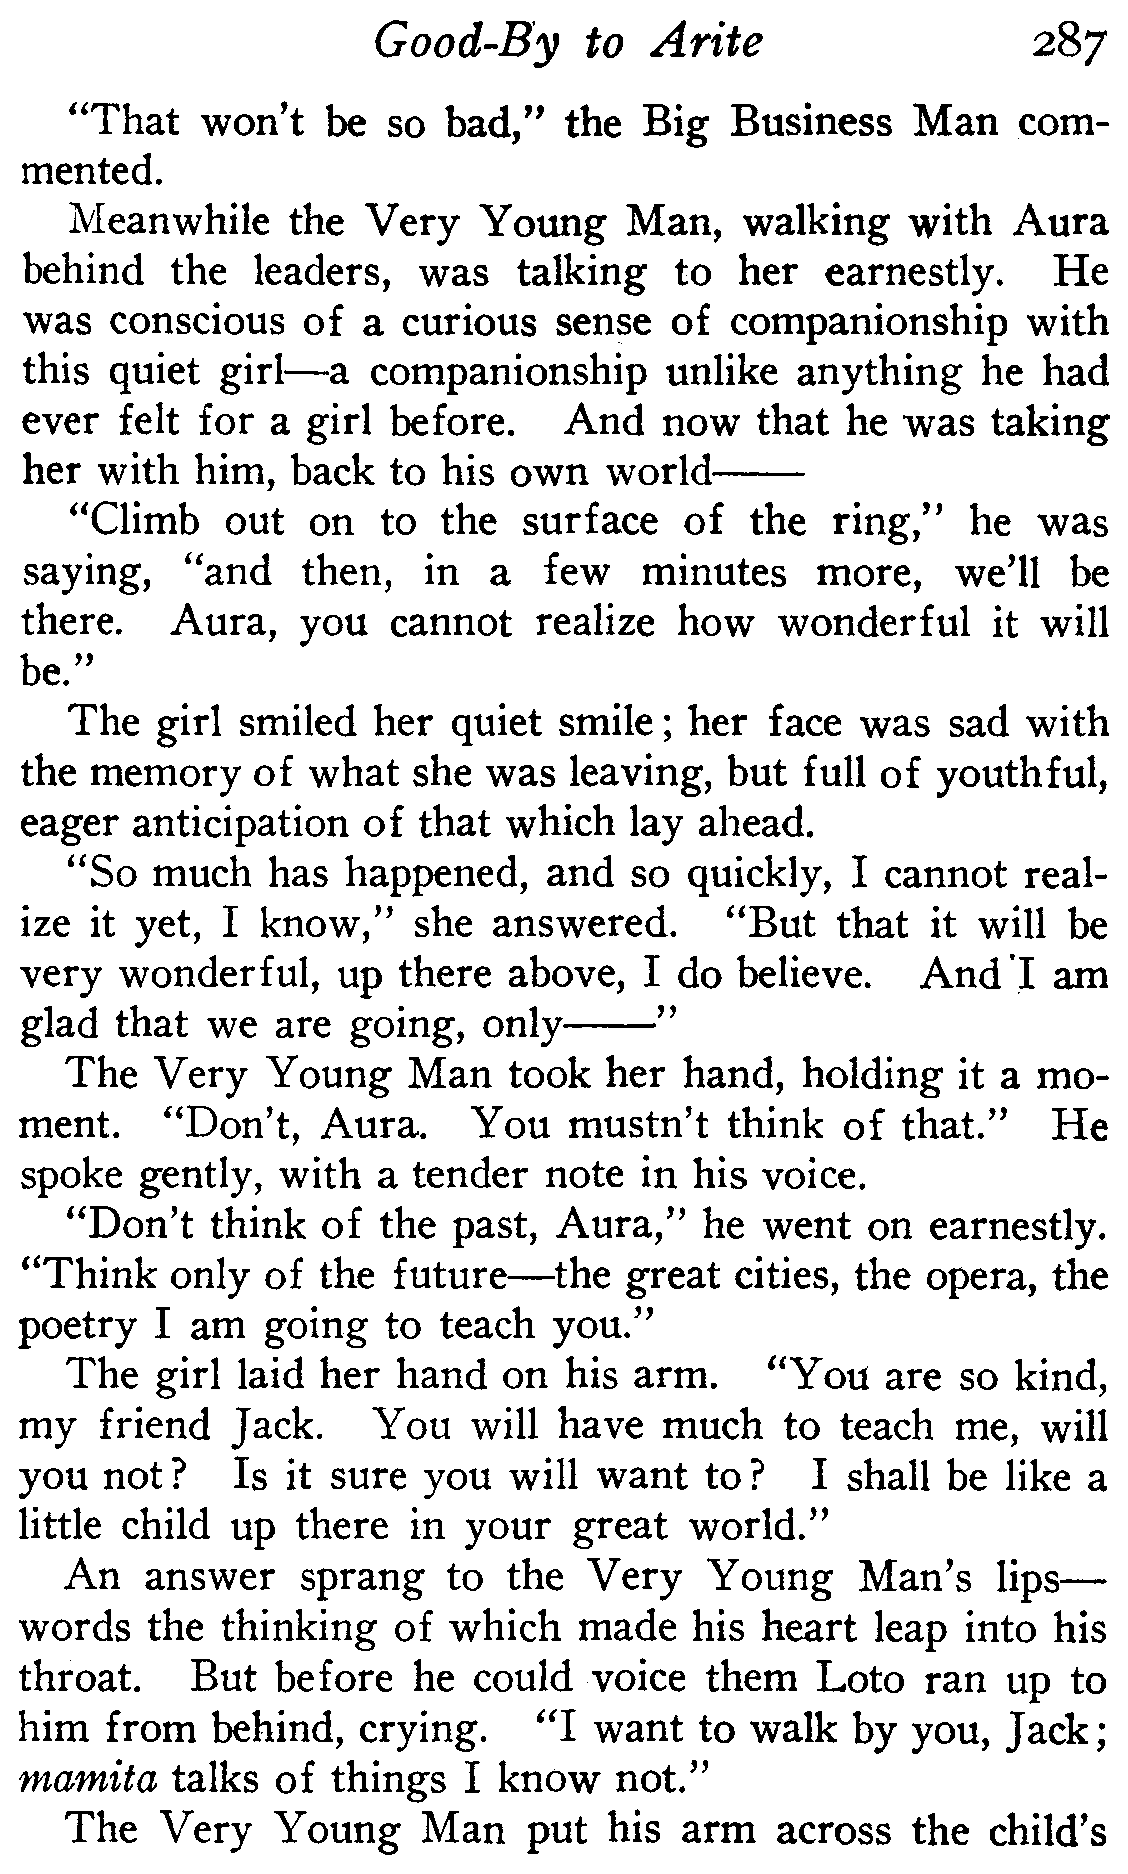 Good-By to Arite 287
"That won't be so bad," the Big Business Man com-
mented.
Meanwhile the Very Young Man, walking with Aura
behind the leaders, was talking to her earnestly. He
was conscious of a curious sense of companionship with
this quiet girl—a companionship unlike anything he had
ever felt for a girl before. And now that he was taking
her with him, back to his own world——
"Climb out on to the surface of the ring," he was
saying, "and then, in a few minutes more, we'll be
there. Aura, you cannot realize how wonderful it will
be."
The girl smiled her quiet smile; her face was sad with
the memory of what she was leaving, but full of youthful,
eager anticipation of that which lay ahead.
"So much has happened, and so quickly, I cannot real-
ize it yet, I know," she answered. "But that it will be
very wonderful, up there above, I do believe. And I am
glad that we are going, only——"
The Very Young Man took her hand, holding it a mo-
ment. "Don't, Aura. You mustn't think of that." He
spoke gently, with a tender note in his voice.
"Don't think of the past, Aura," he went on earnestly.
"Think only of the future—the great cities, the opera, the
poetry I am going to teach you."
The girl laid her hand on his arm. "You are so kind,
my friend Jack. You will have much to teach me, will
you not? Is it sure you will want to? I shall be like a
little child up there in your great world."
An answer sprang to the Very Young Man's lips—
words the thinking of which made his heart leap into his
throat. But before he could voice them Loto ran up to
him from behind, crying. "I want to walk by you, Jack;
mamita talks of things I know not."
The Very Young Man put his arm across the child's